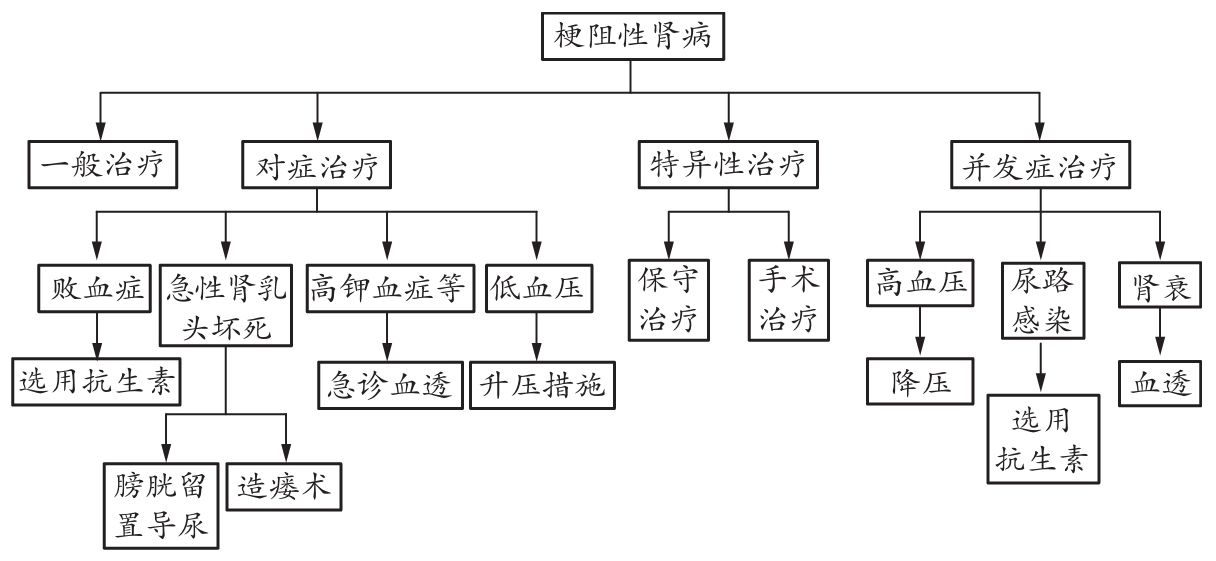 梗阻性肾病
一般治疗
对症治疗
特异性治疗
并发症治疗
败血症
急性肾乳
头坏死
高钾血症等
低血压
保守
治疗
手术
治疗
高血压
尿路
感染
肾衰
选用抗生素
急诊血透
升压措施
降压
选用
抗生素
血透
膀胱留
置导尿
造瘘术